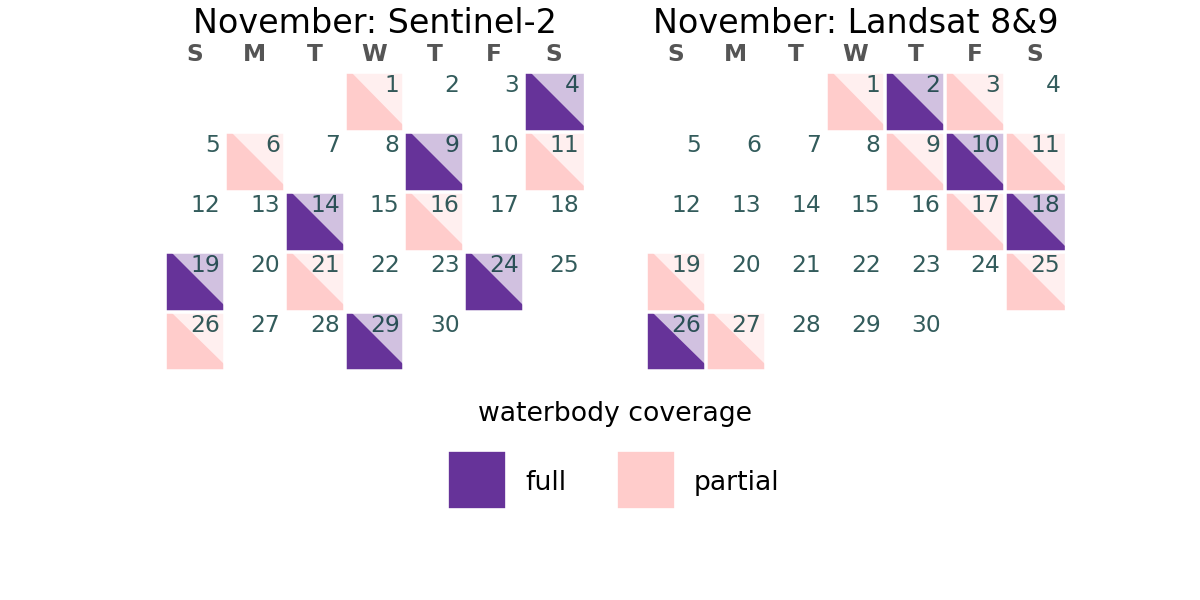 November: Sentinel-2
S M T W T F S
1 2 3 4
5 6 7 8 9 10 11
12 13 14 15 16 17 18
19 20 21 22 23 24 25
26 27 28 29 30
November: Landsat 8&9
S M T W T F S
1 2 3 4
5 6 7 8 9 10 11
12 13 14 15 16 17 18
19 20 21 22 23 24 25
26 27 28 29 30
waterbody coverage
full partial